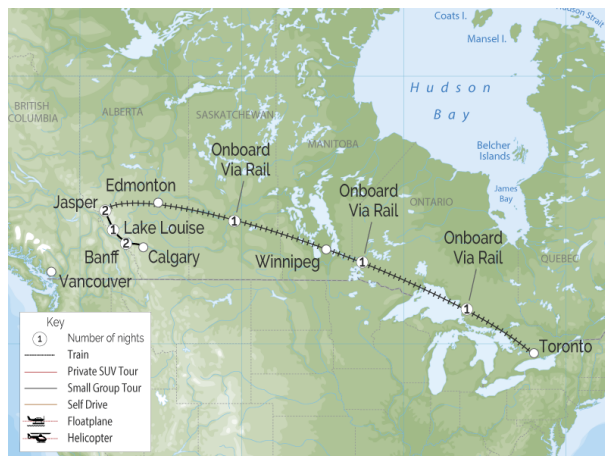 Coats I.
Hudson Strait
Mansel I.
Hudson
Bay
BRITISH
COLUMBIA
ALBERTA
SASKATCHEWAN
MANITOBA
Belcher
Islands
James
Bay
ONTARIO
QUEBEC
Onboard
Via Rail
Onboard
Via Rail
Onboard
Via Rail
Edmonton
Jasper
2
1
1
Lake Louise
2
Banff
Calgary
Winnipeg
1
Vancouver
1
Toronto
Key
1 Number of nights
Train
Private SUV Tour
Small Group Tour
Self Drive
Floatplane
Helicopter